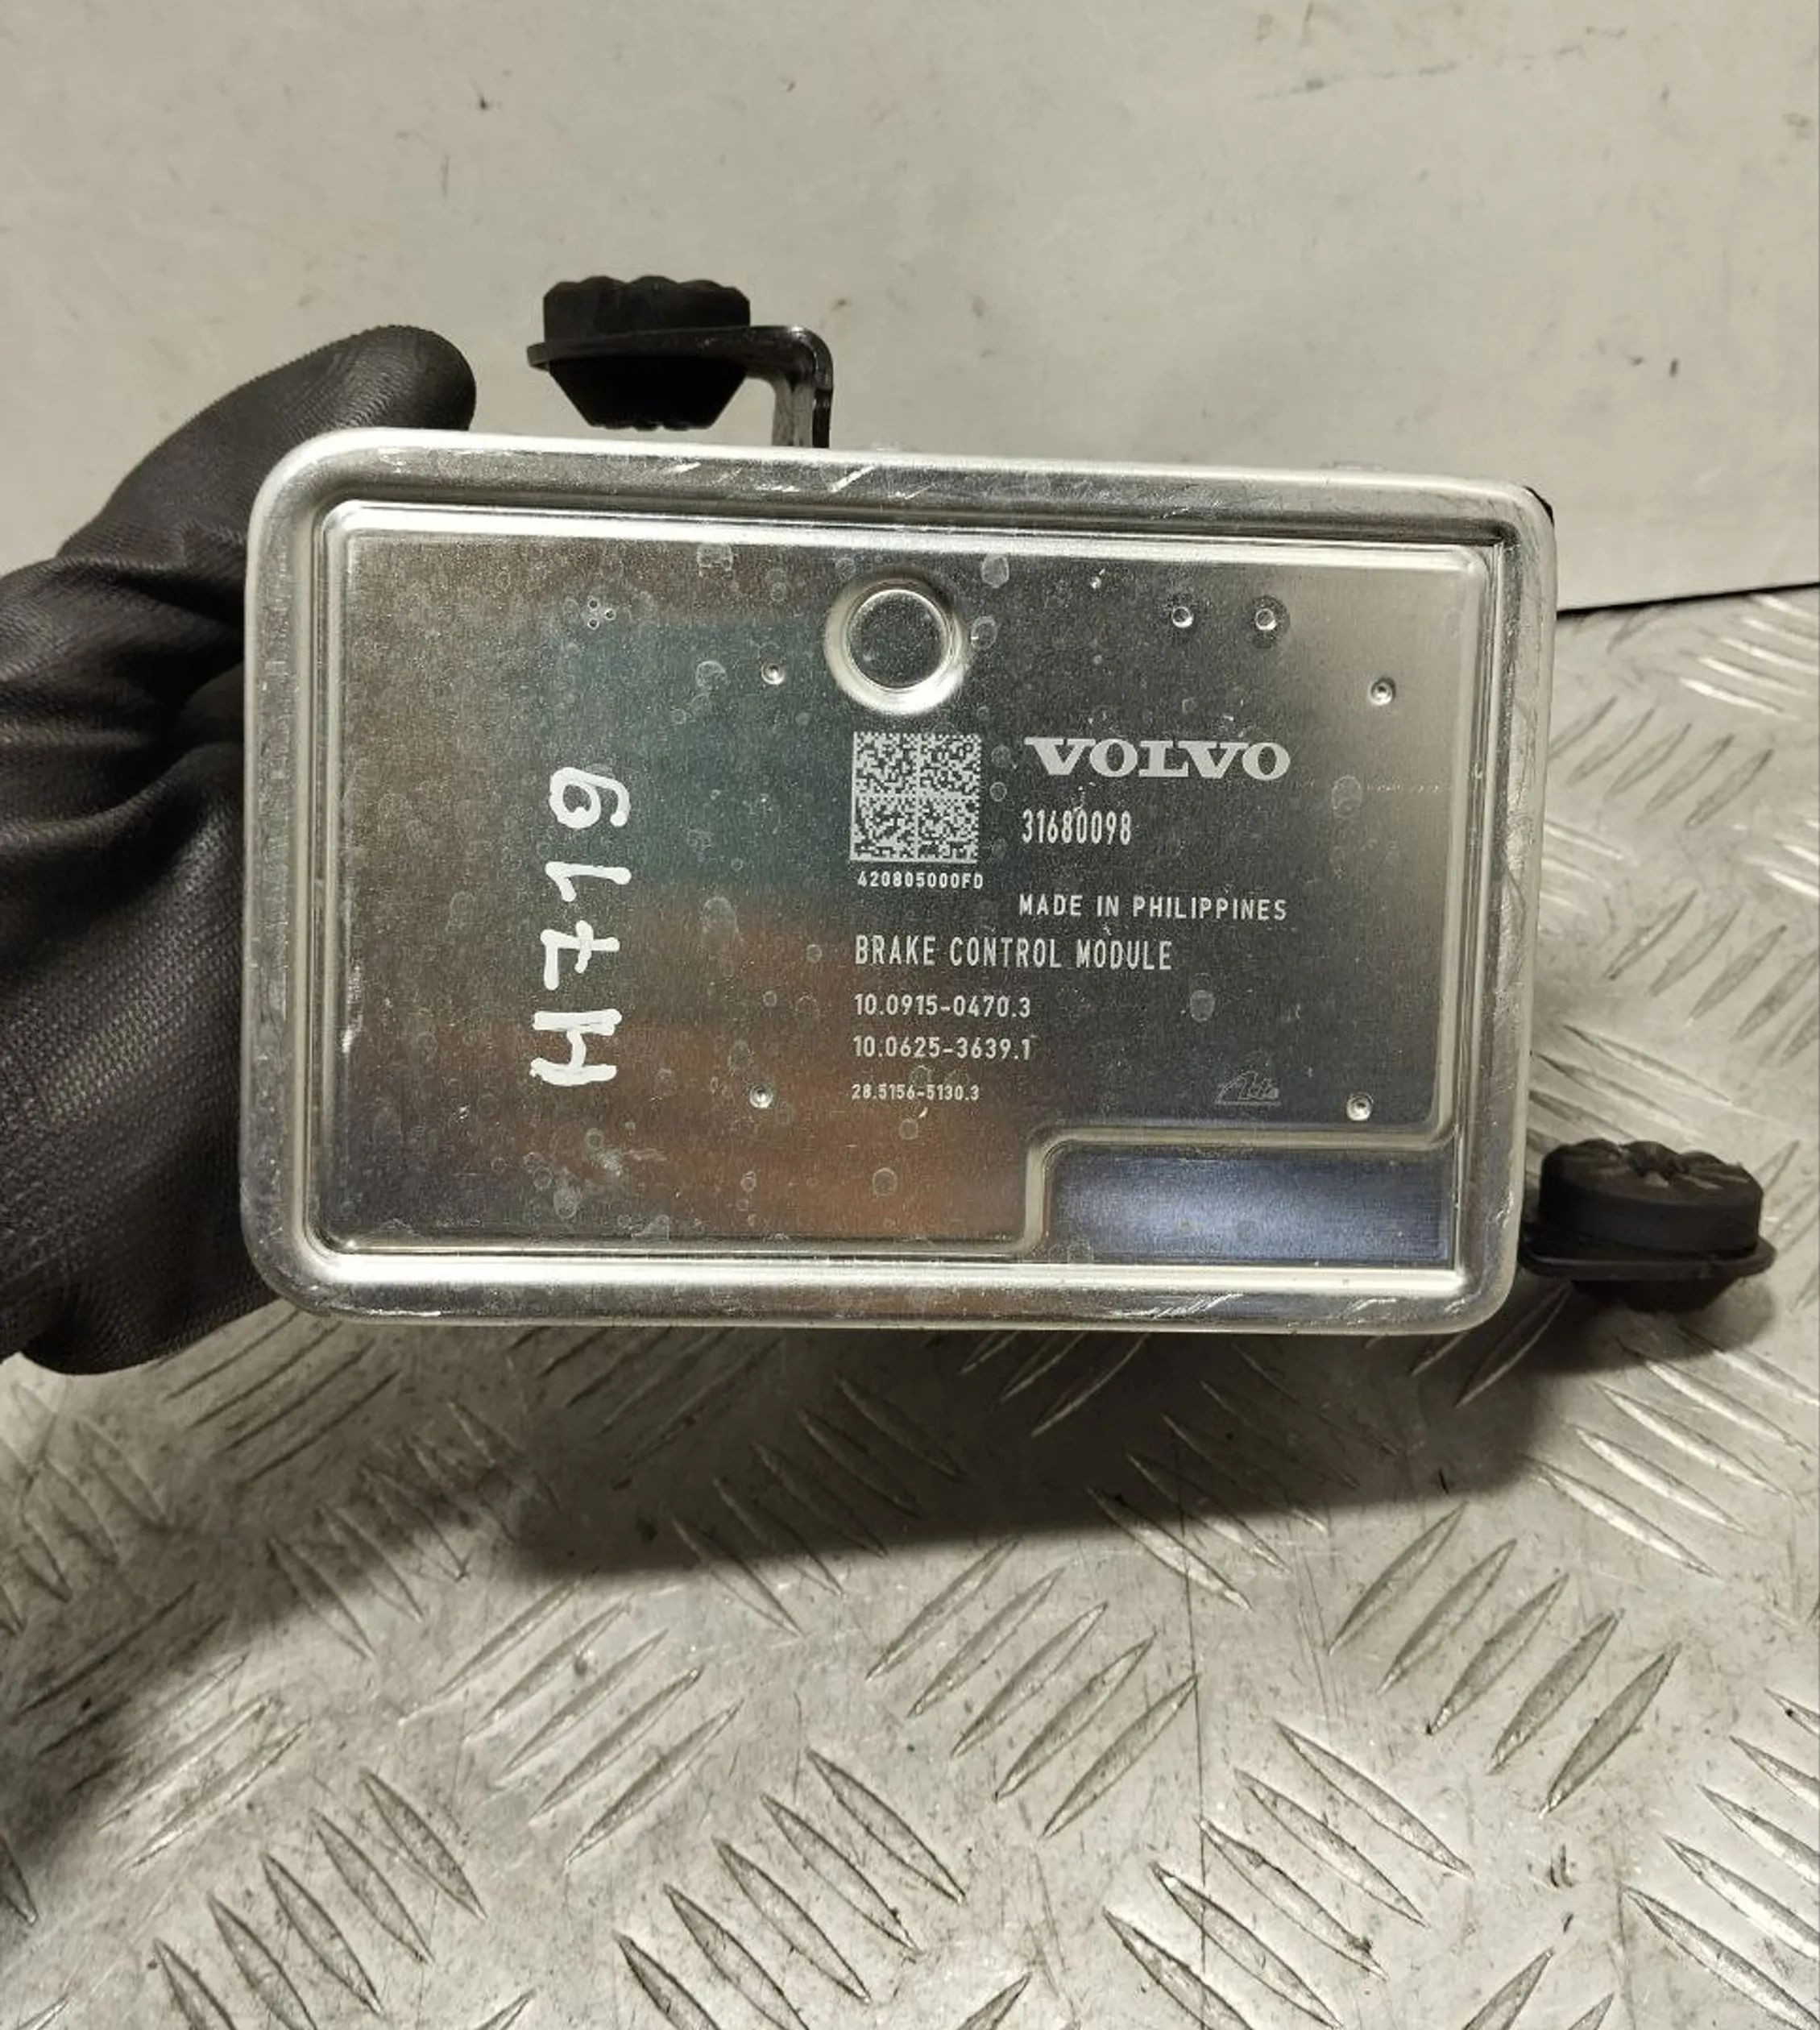 H719
VOLVO
31680098
420805000FD
MADE IN PHILIPPINES
BRAKE CONTROL MODULE
10.0915-0470.3
10.0625-3639.1
28.5156-5130.3